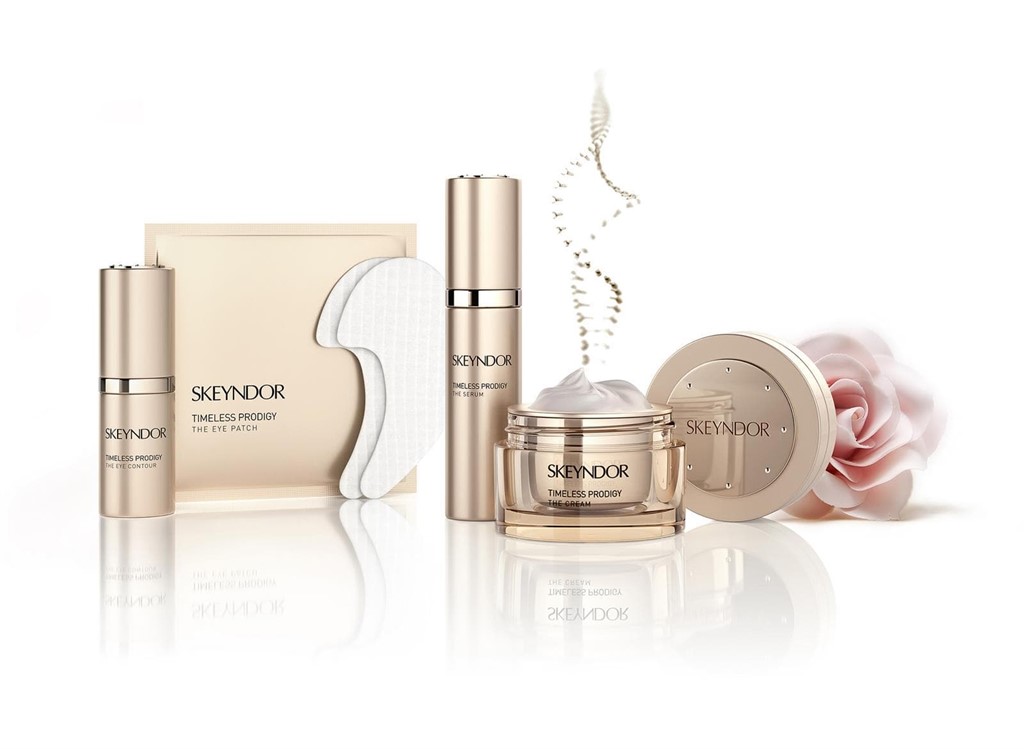 SKEYNDOR
TIMELESS PRODIGY
THE EYE CONTOUR
SKEYNDOR
TIMELESS PRODIGY
THE EYE PATCH
SKEYNDOR
TIMELESS PRODIGY
THE SERUM
SKEYNDOR
TIMELESS PRODIGY
THE CREAM
SKEYNDOR